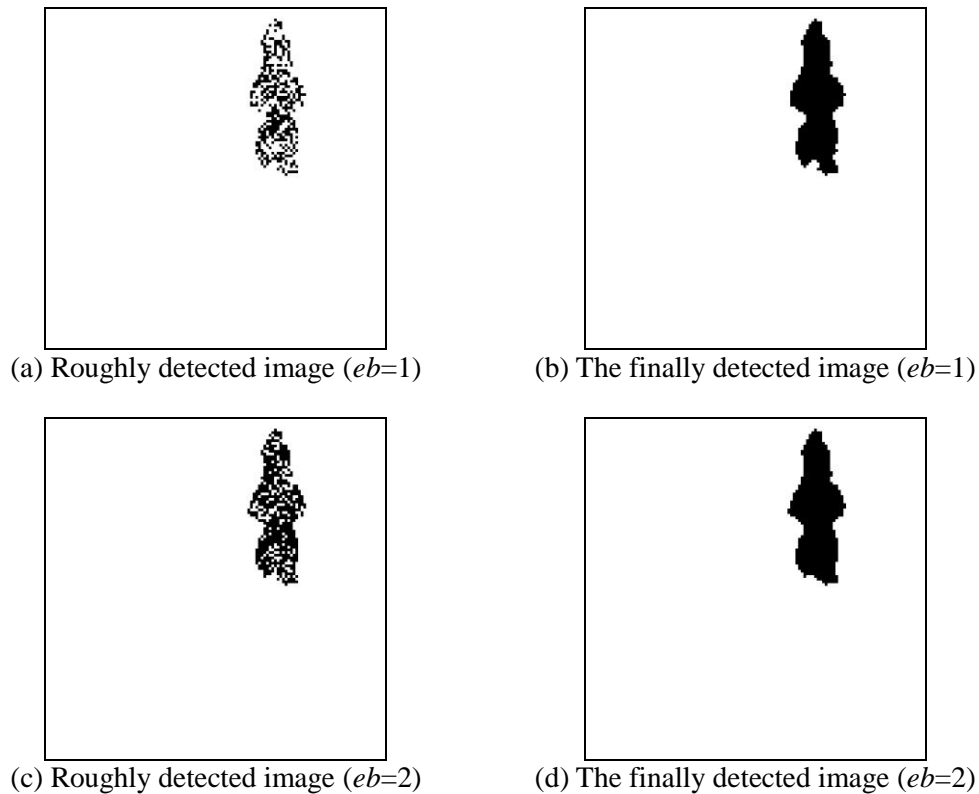 (a) Roughly detected image (eb=1)
(b) The finally detected image (eb=1)
(c) Roughly detected image (eb=2)
(d) The finally detected image (eb=2)